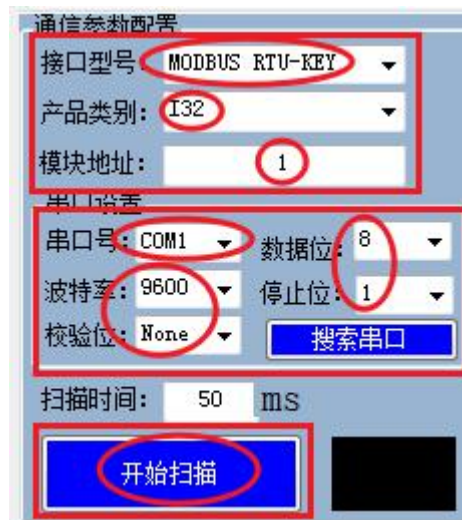 通信参数配置
接口型号: MODBUS RTU-KEY
产品类别: I32
模块地址: 1
串口设置
串口号: COM1 数据位: 8
波特率: 9600 停止位: 1
校验位: None 搜索串口
扫描时间: 50 ms
开始扫描